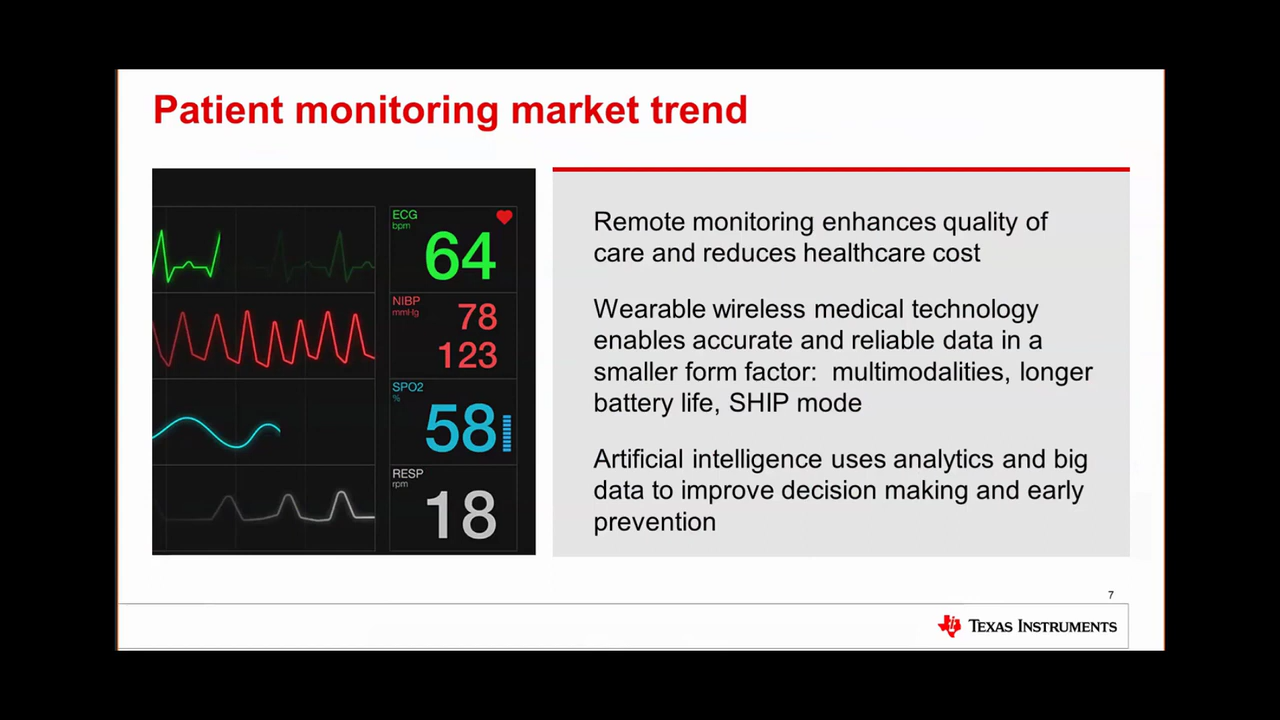 Patient monitoring market trend
ECG
bpm
64
NIBP
mmHg
78
123
SPO2
%
58
RESP
rpm
18
Remote monitoring enhances quality of
care and reduces healthcare cost
Wearable wireless medical technology
enables accurate and reliable data in a
smaller form factor:  multimodalities, longer
battery life, SHIP mode
Artificial intelligence uses analytics and big
data to improve decision making and early
prevention
7
TEXAS INSTRUMENTS